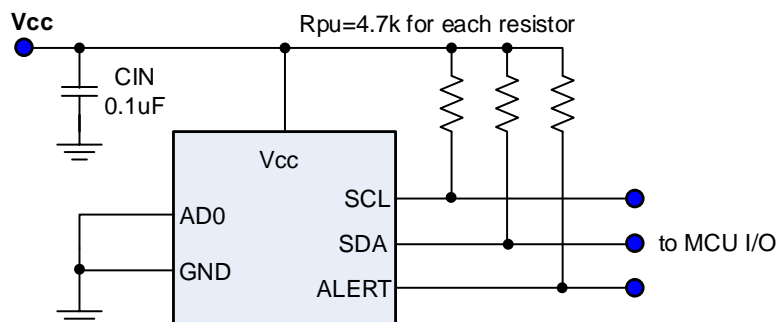 Vcc
Rpu=4.7k for each resistor
CIN
0.1uF
Vcc
AD0
SCL
SDA
to MCU I/O
GND
ALERT